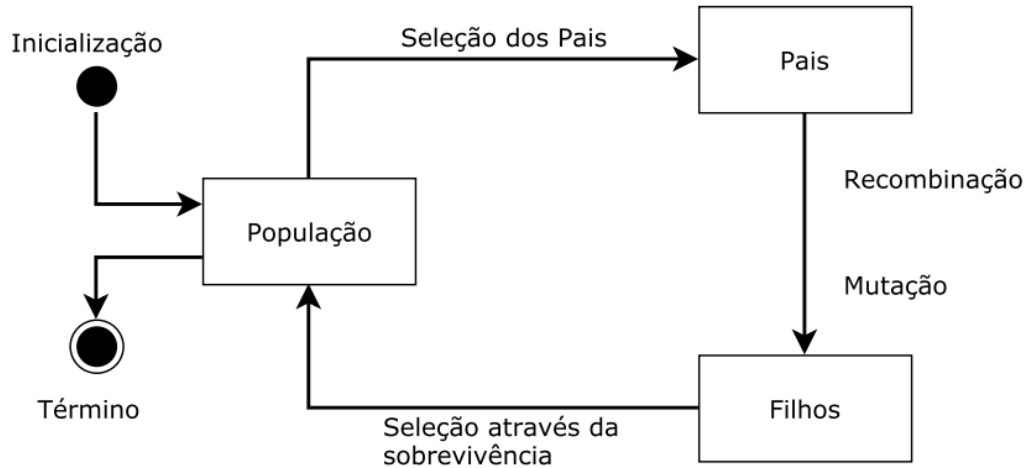 Inicialização
Seleção dos Pais
Pais
Recombinação
População
Mutação
Término
Filhos
Seleção através da
sobrevivência